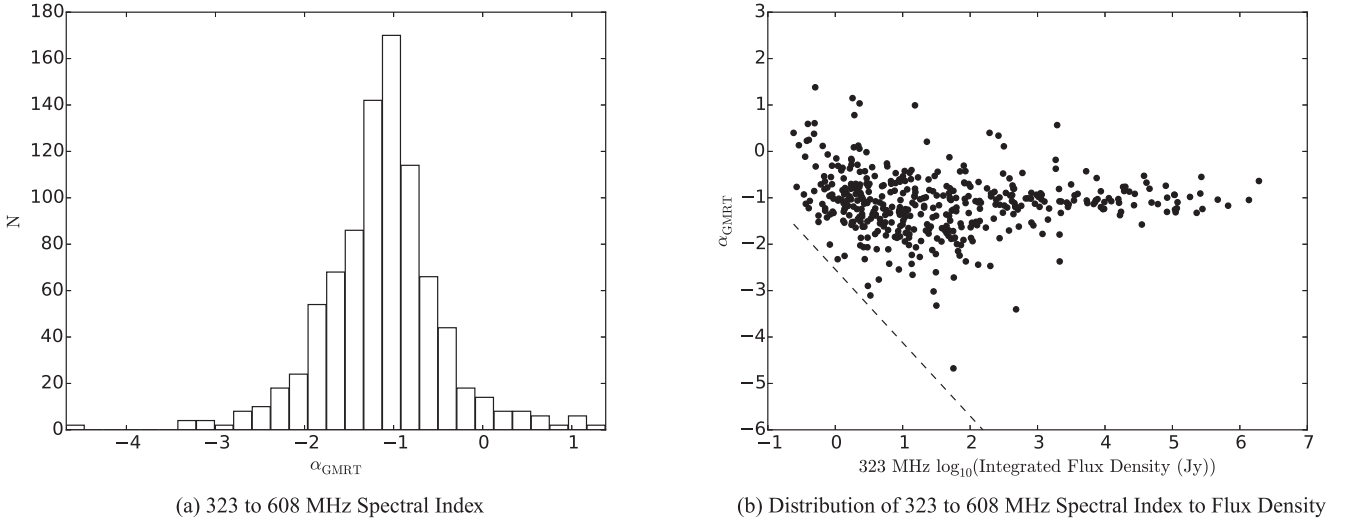 180
160
140
120
100
80
60
40
20
0
N
−4 −3 −2 −1 0 1
α_GMRT
(a) 323 to 608 MHz Spectral Index
3
2
1
0
−1
−2
−3
−4
−5
−6
α_GMRT
−1 0 1 2 3 4 5 6 7
323 MHz log₁₀(Integrated Flux Density (Jy))
(b) Distribution of 323 to 608 MHz Spectral Index to Flux Density